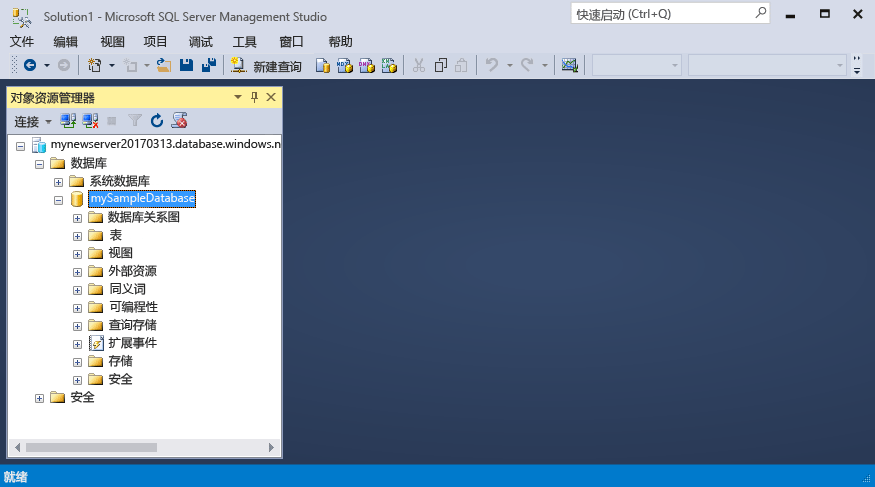 Solution1 - Microsoft SQL Server Management Studio
快速启动 (Ctrl+Q)
文件 编辑 视图 项目 调试 工具 窗口 帮助
新建查询
对象资源管理器
连接
mynewserver20170313.database.windows.n
数据库
系统数据库
mySampleDatabase
数据库关系图
表
视图
外部资源
同义词
可编程性
查询存储
扩展事件
存储
安全
安全
就绪